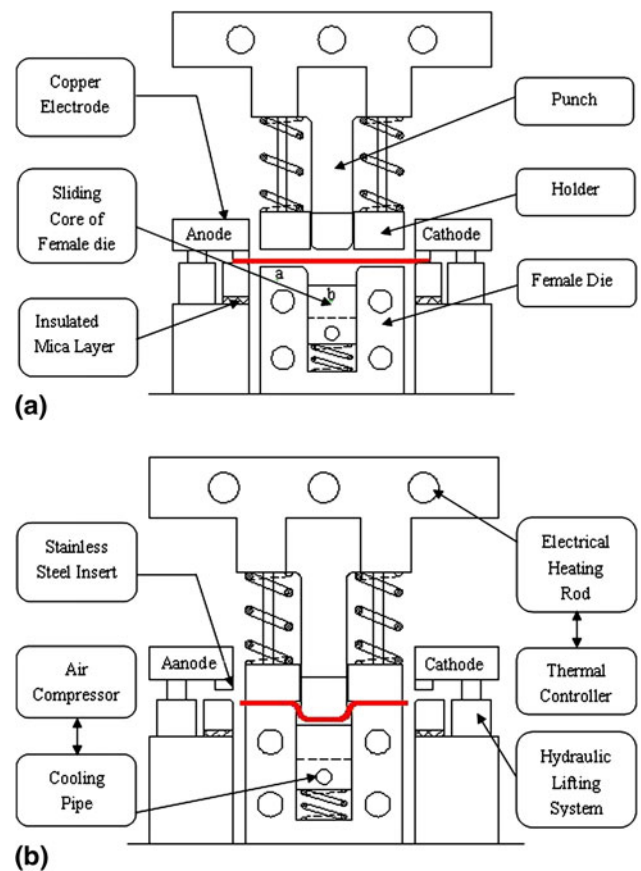 Copper
Electrode
Punch
Sliding
Core of
Female die
Holder
Anode
Cathode
a
b
Insulated
Mica Layer
Female Die
(a)
Stainless
Steel Insert
Electrical
Heating
Rod
Air
Compressor
Aanode
Cathode
Thermal
Controller
Cooling
Pipe
Hydraulic
Lifting
System
(b)